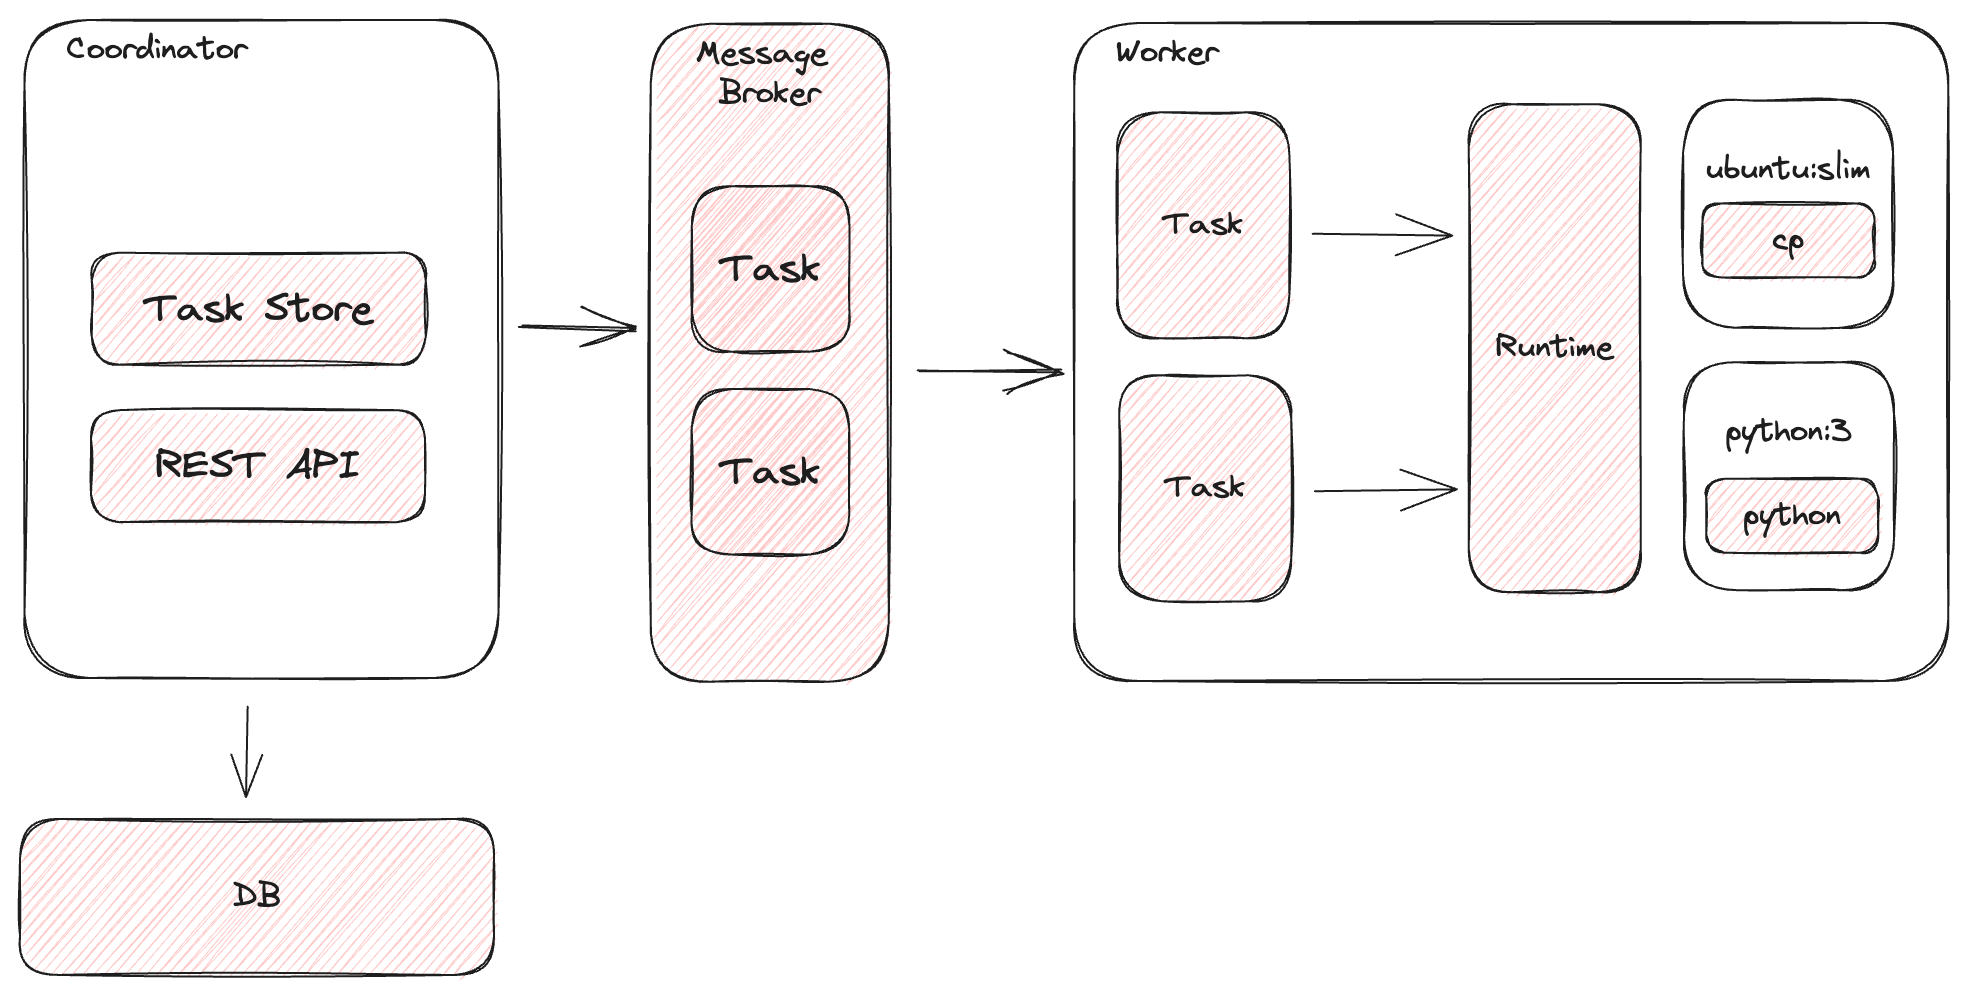 Coordinator
Task Store
REST API
DB
Message
Broker
Task
Task
Worker
Task
Task
Runtime
ubuntu:slim
cp
python:3
python